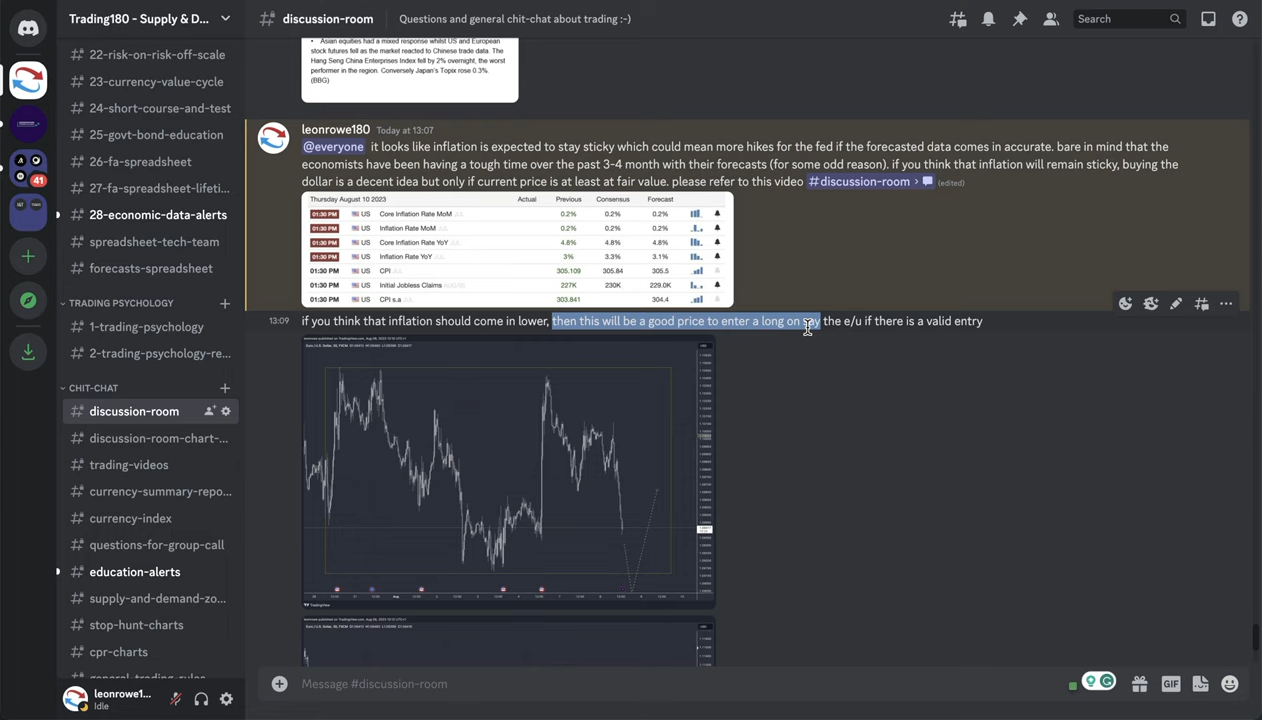 Trading180 - Supply & D...
22-risk-on-risk-off-scale
23-currency-value-cycle
24-short-course-and-test
25-govt-bond-education
26-fa-spreadsheet
27-fa-spreadsheet-lifeti...
28-economic-data-alerts
spreadsheet-tech-team
forecasts-spreadsheet
TRADING PSYCHOLOGY
1-trading-psychology
2-trading-psychology-re...
CHIT-CHAT
discussion-room
discussion-room-chart-...
trading-videos
currency-summary-repo...
currency-index
questions-for-group-call
education-alerts
supply-and-demand-zo...
stop-hunt-charts
cpr-charts
general-trading-rules
leonrowe1...
Idle
41
discussion-room
Questions and general chit-chat about trading :-)
Search
• Asian equities had a mixed response whilst US and European
stock futures fell as the market reacted to Chinese trade data. The
Hang Seng China Enterprises Index fell by 2% overnight, the worst
performer in the region. Conversely Japan's Topix rose 0.3%.
(BBG)
leonrowe180 Today at 13:07
@everyone it looks like inflation is expected to stay sticky which could mean more hikes for the fed if the forecasted data comes in accurate. bare in mind that the
economists have been having a tough time over the past 3-4 month with their forecasts (for some odd reason). if you think that inflation will remain sticky, buying the
dollar is a decent idea but only if current price is at least at fair value. please refer to this video #discussion-room > (edited)
Thursday August 10 2023 Actual Previous Consensus Forecast
01:30 PM US Core Inflation Rate MoM JUL 0.2% 0.2% 0.2%
01:30 PM US Inflation Rate MoM JUL 0.2% 0.2% 0.2%
01:30 PM US Core Inflation Rate YoY JUL 4.8% 4.8% 4.8%
01:30 PM US Inflation Rate YoY JUL 3% 3.3% 3.1%
01:30 PM US CPI JUL 305.109 305.84 305.5
01:30 PM US Initial Jobless Claims 227K 230K 229.0K
01:30 PM US CPI s.a JUL 303.841 304.4
13:09 if you think that inflation should come in lower, then this will be a good price to enter a long on say the e/u if there is a valid entry
TradingView
Message #discussion-room
GIF